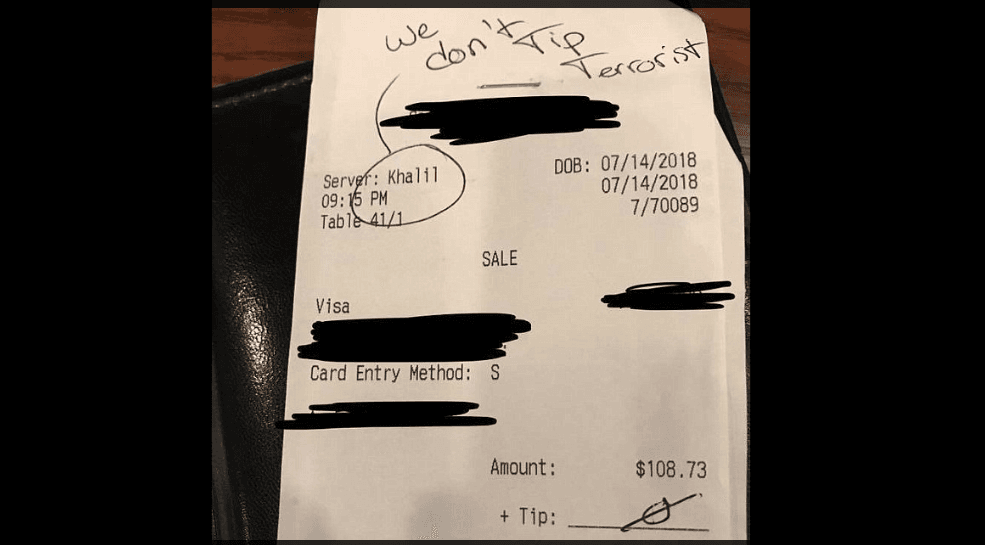 We don't Tip Terrorist
Server: Khalil
DOB: 07/14/2018
09:15 PM
07/14/2018
Table 41/1
7/70089
SALE
Visa
Card Entry Method: S
Amount: $108.73
+ Tip: 0